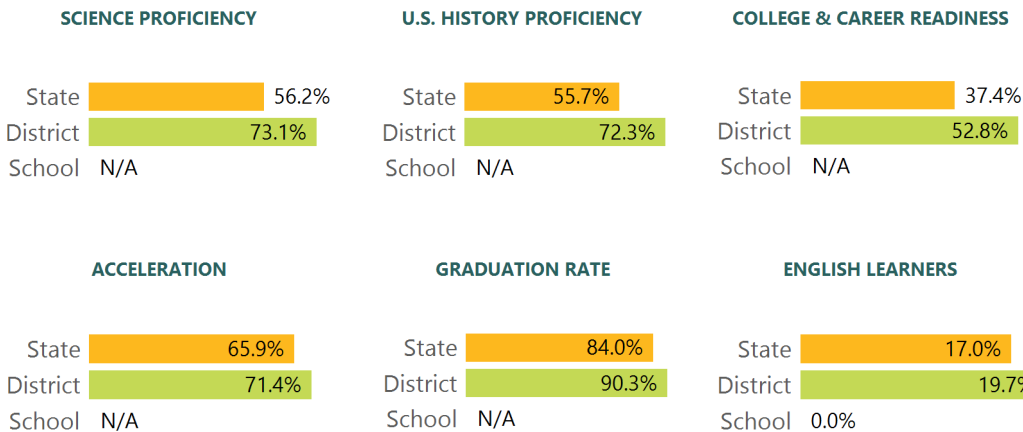 SCIENCE PROFICIENCY
State 56.2%
District 73.1%
School N/A
U.S. HISTORY PROFICIENCY
State 55.7%
District 72.3%
School N/A
COLLEGE & CAREER READINESS
State 37.4%
District 52.8%
School N/A
ACCELERATION
State 65.9%
District 71.4%
School N/A
GRADUATION RATE
State 84.0%
District 90.3%
School N/A
ENGLISH LEARNERS
State 17.0%
District 19.7%
School 0.0%